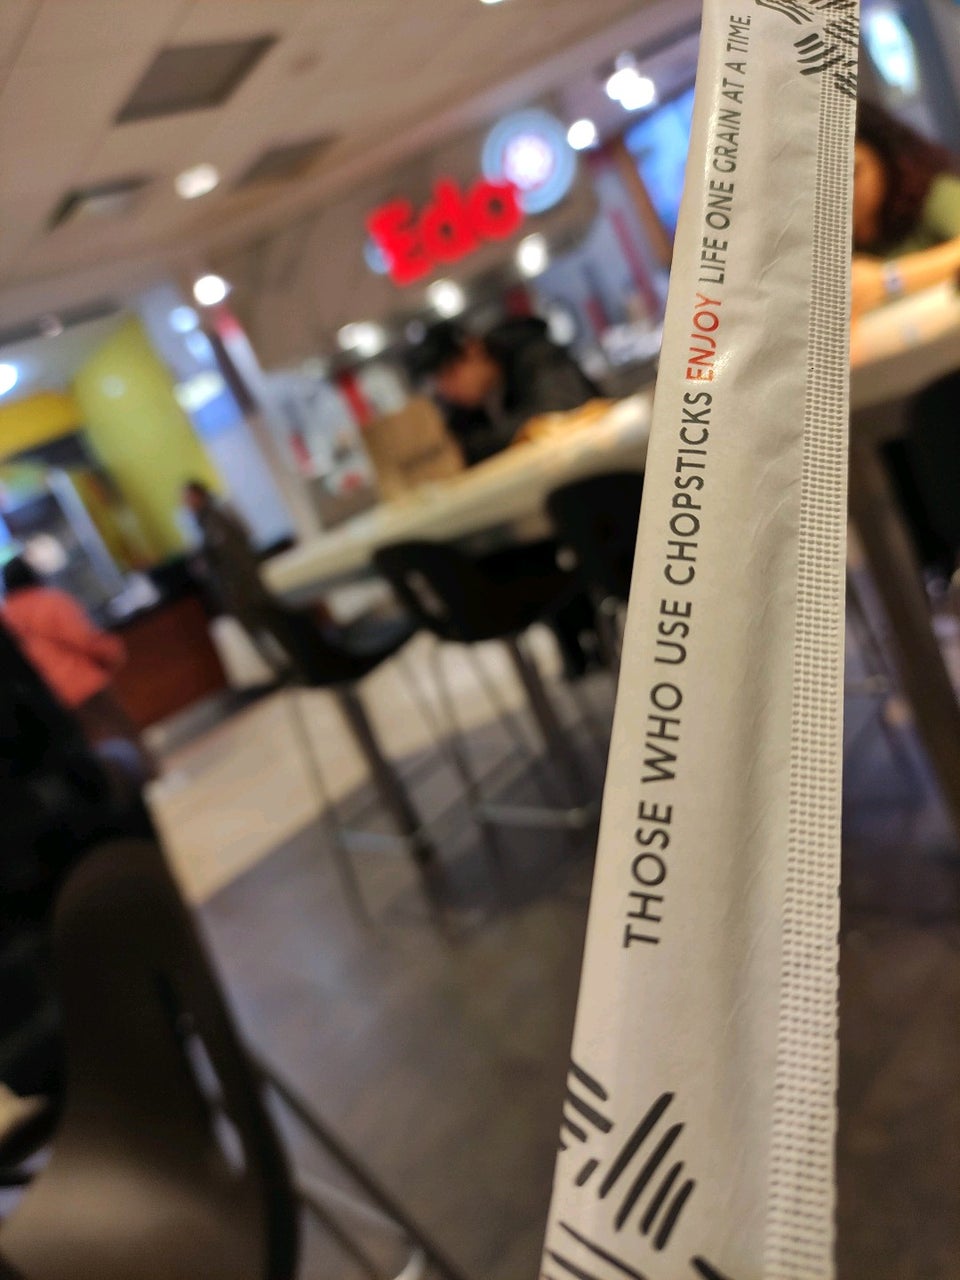 Edo
THOSE WHO USE CHOPSTICKS ENJOY LIFE ONE GRAIN AT A TIME.